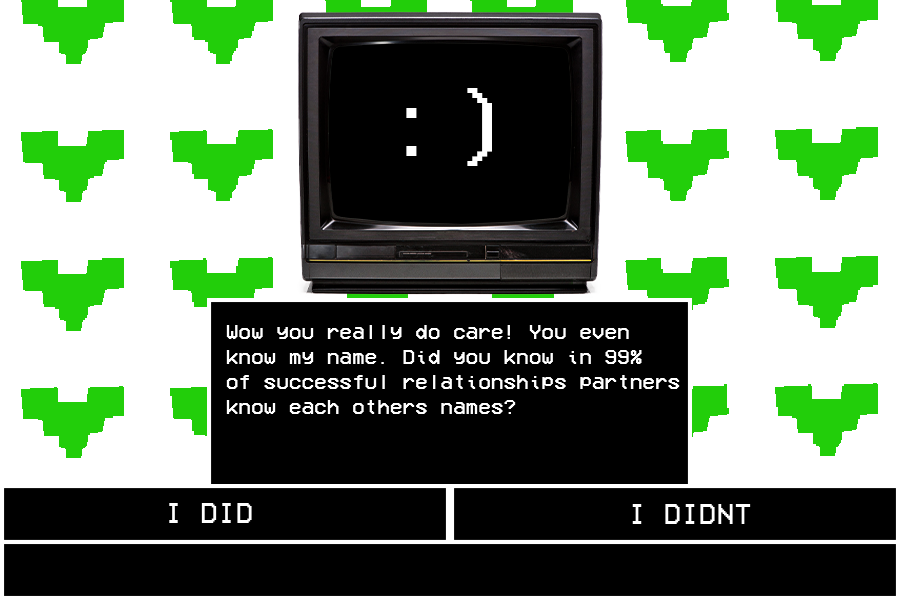 :)
Wow you really do care! You even
know my name. Did you know in 99%
of successful relationships partners
know each others names?
I DID
I DIDNT